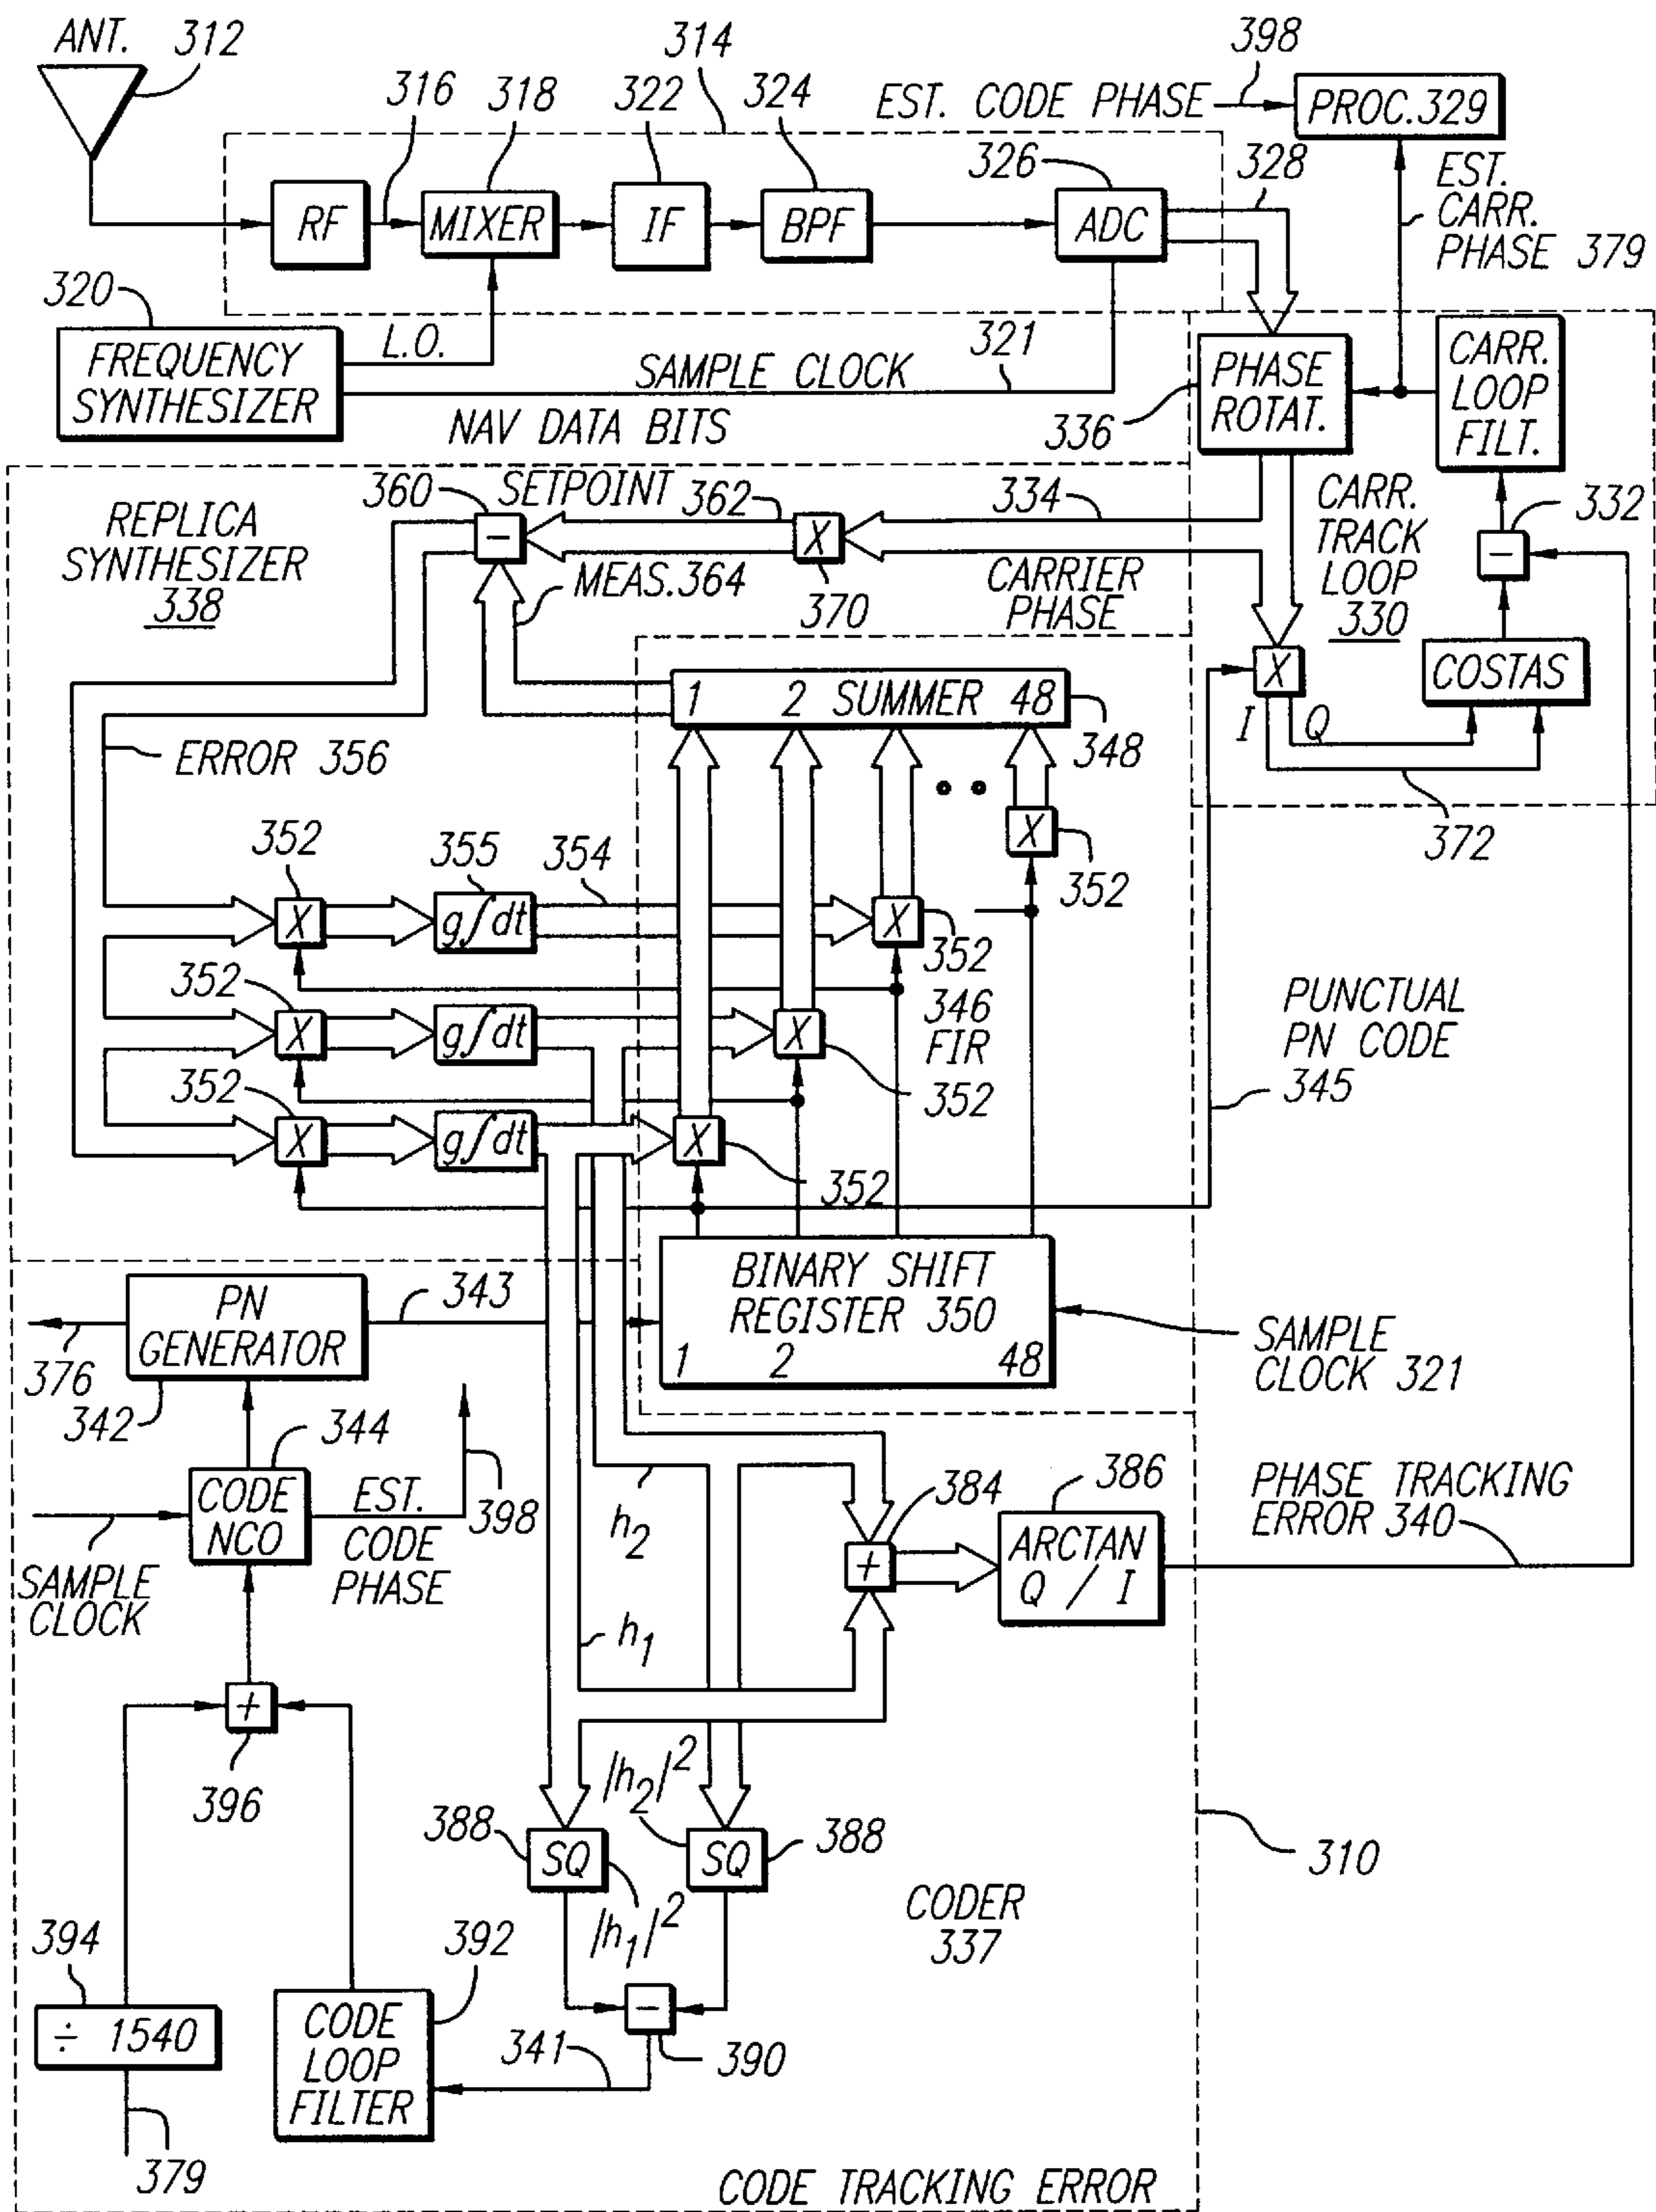 ANT. 312
314
398
316 318 322 324
EST. CODE PHASE
PROC.329
326
328
EST.
CARR.
PHASE 379
RF
MIXER
IF
BPF
ADC
320
L.O.
321
FREQUENCY
SYNTHESIZER
SAMPLE CLOCK
NAV DATA BITS
PHASE
ROTAT.
336
CARR.
LOOP
FILT.
REPLICA
SYNTHESIZER
338
360
SETPOINT
362
334
-
X
MEAS.364
370
CARRIER
PHASE
CARR.
TRACK
LOOP
330
332
-
X
COSTAS
I Q
372
1 2 SUMMER 48
348
ERROR 356
X
352
352
355
354
X
g∫dt
X
352
352
X
g∫dt
X
346
FIR
352
352
X
g∫dt
X
352
PUNCTUAL
PN CODE
345
PN
GENERATOR
343
376
342
BINARY SHIFT
REGISTER 350
1 2 48
SAMPLE
CLOCK 321
344
CODE
NCO
EST.
CODE
PHASE
398
SAMPLE
CLOCK
h2
384
+
386
ARCTAN
Q / I
PHASE TRACKING
ERROR 340
h1
+
396
|h2|²
388
SQ
SQ
388
|h1|²
310
CODER
337
394
÷ 1540
392
CODE
LOOP
FILTER
-
390
341
379
CODE TRACKING ERROR